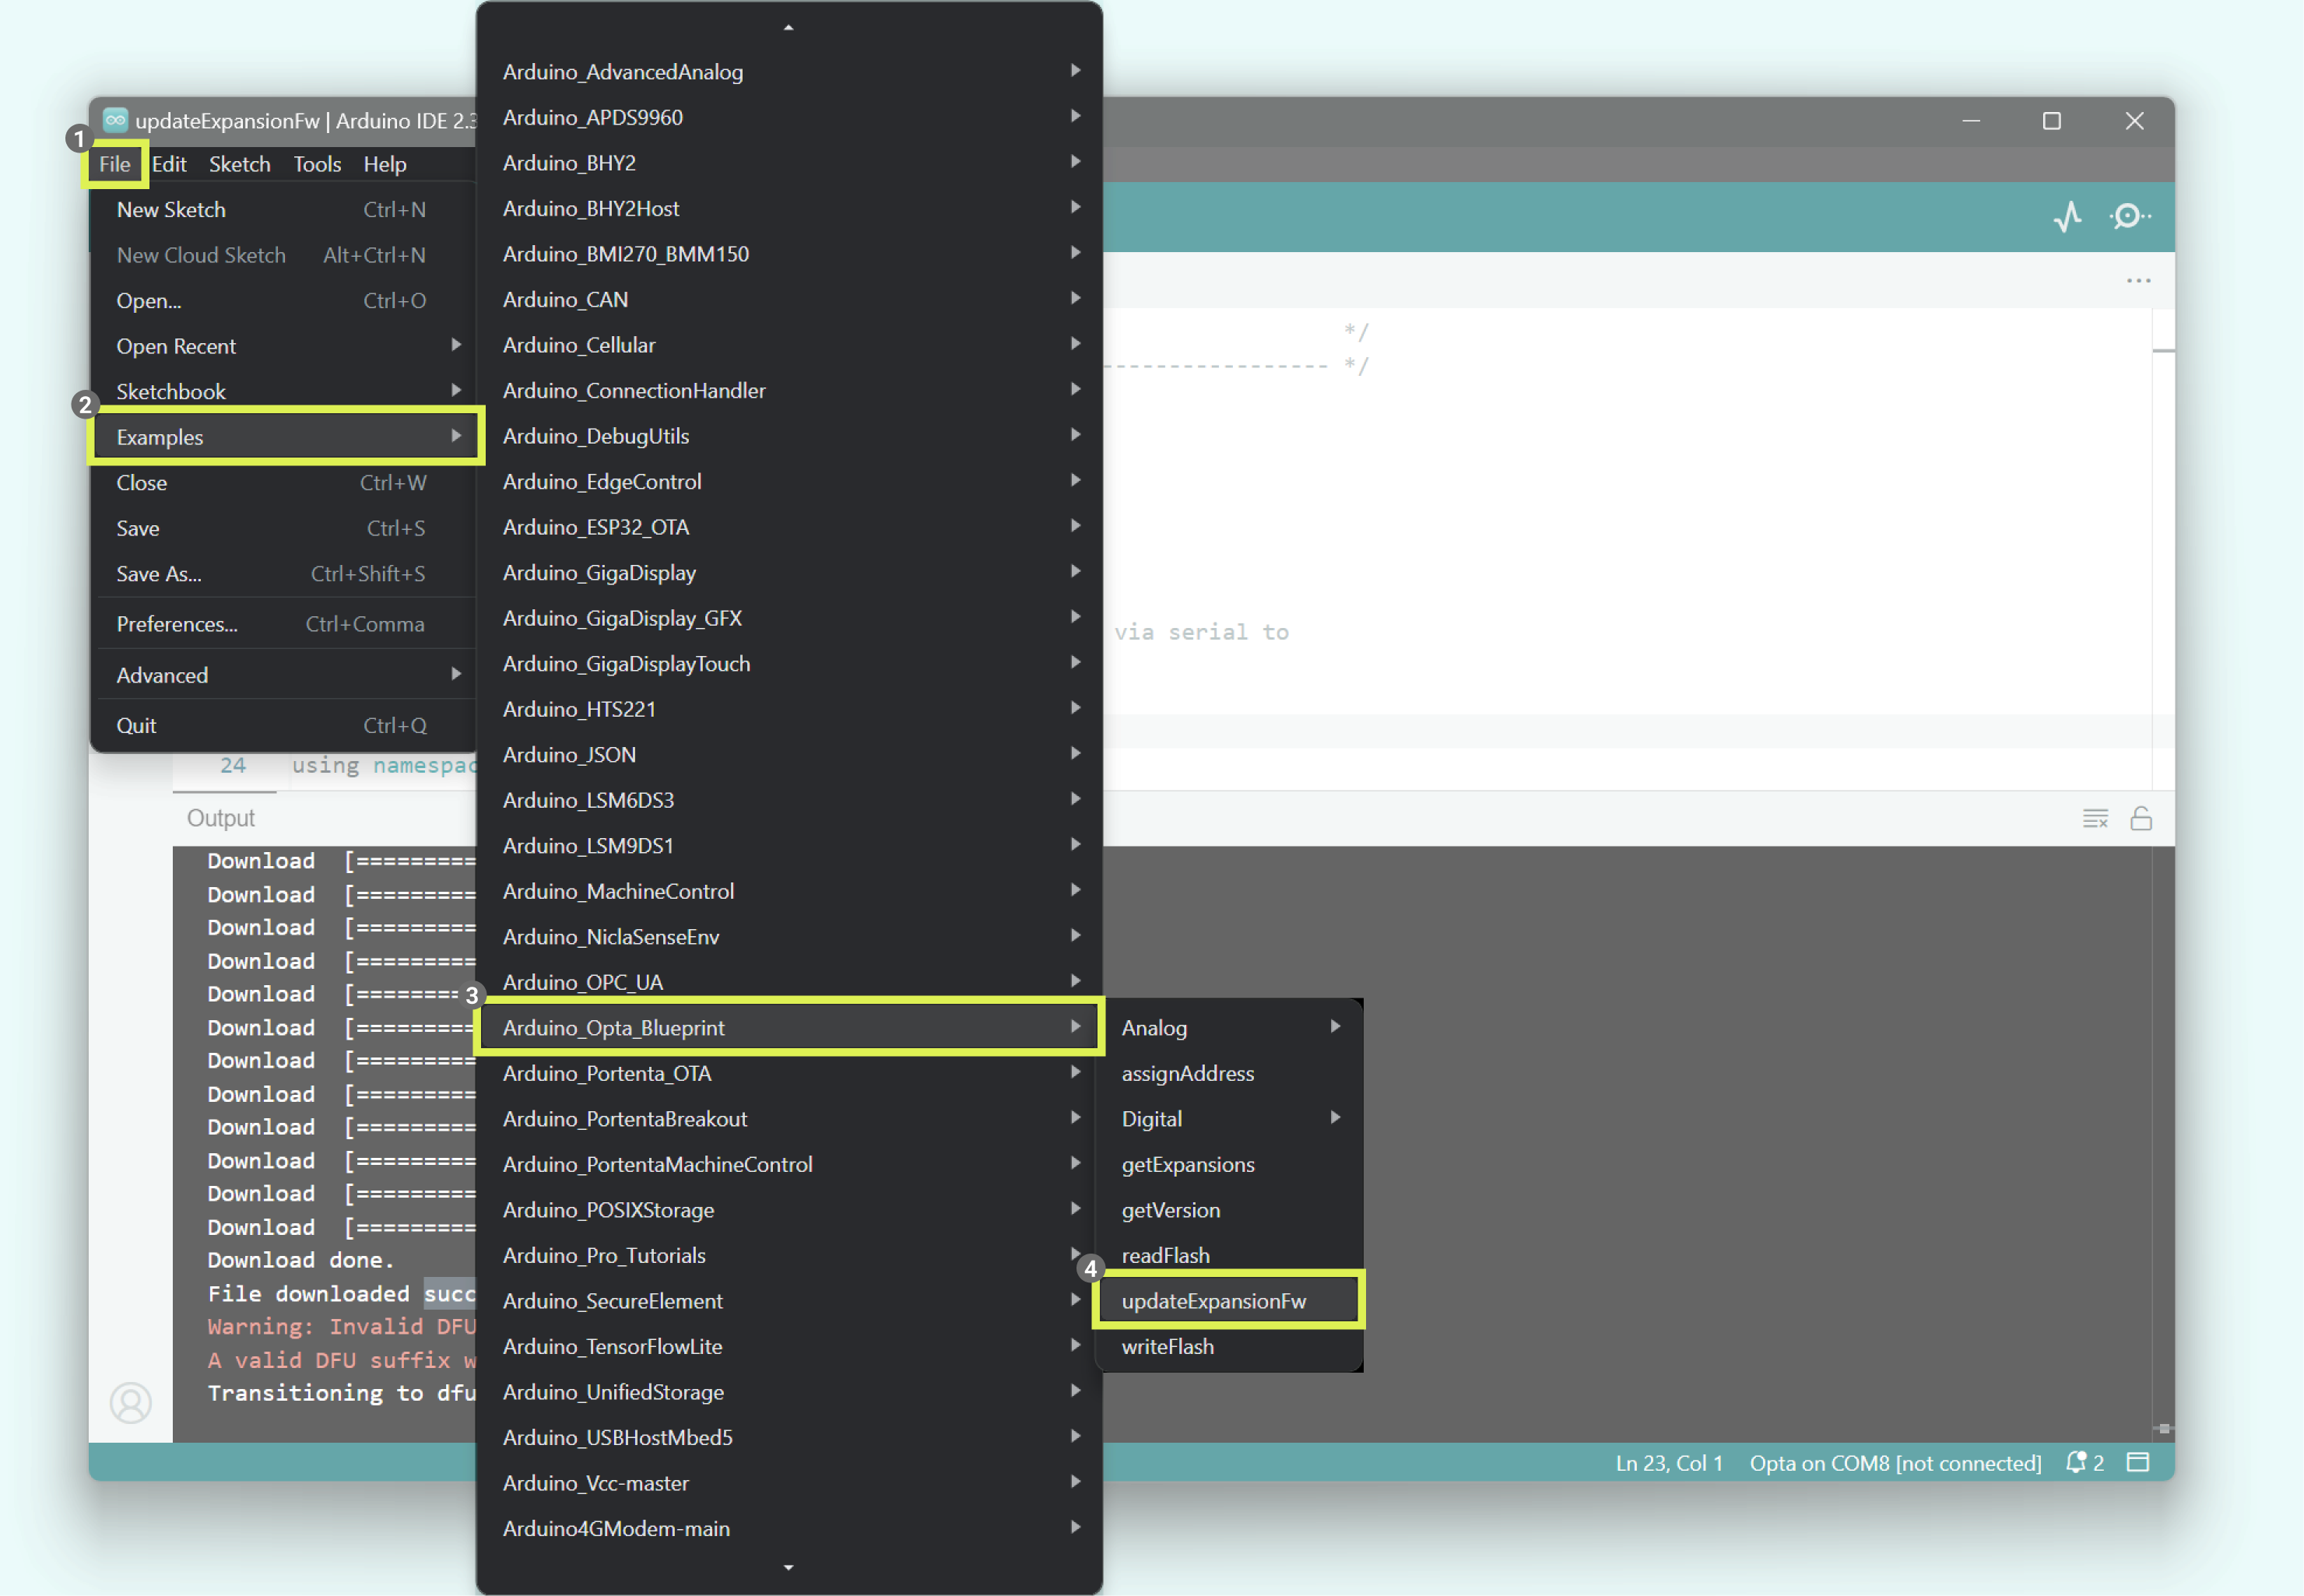 updateExpansionFw | Arduino IDE 2.3
1
File Edit Sketch Tools Help
New Sketch Ctrl+N
New Cloud Sketch Alt+Ctrl+N
Open... Ctrl+O
Open Recent
Sketchbook
2
Examples
Close Ctrl+W
Save Ctrl+S
Save As... Ctrl+Shift+S
Preferences... Ctrl+Comma
Advanced
Quit Ctrl+Q
Arduino_AdvancedAnalog
Arduino_APDS9960
Arduino_BHY2
Arduino_BHY2Host
Arduino_BMI270_BMM150
Arduino_CAN
Arduino_Cellular
Arduino_ConnectionHandler
Arduino_DebugUtils
Arduino_EdgeControl
Arduino_ESP32_OTA
Arduino_GigaDisplay
Arduino_GigaDisplay_GFX
Arduino_GigaDisplayTouch
Arduino_HTS221
Arduino_JSON
Arduino_LSM6DS3
Arduino_LSM9DS1
Arduino_MachineControl
Arduino_NiclaSenseEnv
Arduino_OPC_UA
3
Arduino_Opta_Blueprint
Arduino_Portenta_OTA
Arduino_PortentaBreakout
Arduino_PortentaMachineControl
Arduino_POSIXStorage
Arduino_Pro_Tutorials
Arduino_SecureElement
Arduino_TensorFlowLite
Arduino_UnifiedStorage
Arduino_USBHostMbed5
Arduino_Vcc-master
Arduino4GModem-main
Analog
assignAddress
Digital
getExpansions
getVersion
readFlash
4
updateExpansionFw
writeFlash
*/
----------------- */
via serial to
24 using namespac
Output
Download [=========
Download [=========
Download [=========
Download [=========
Download [=========
Download [=========
Download [=========
Download [=========
Download [=========
Download [=========
Download [=========
Download [=========
Download done.
File downloaded succ
Warning: Invalid DFU
A valid DFU suffix w
Transitioning to dfu
Ln 23, Col 1 Opta on COM8 [not connected] 2